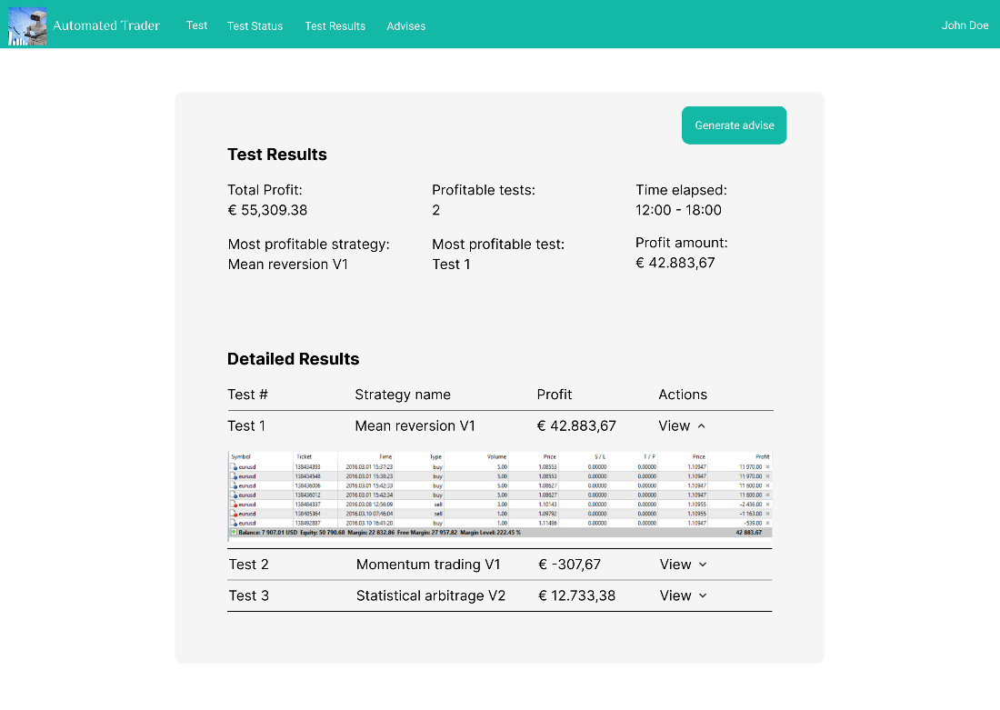 Automated Trader Test Test Status Test Results Advises John Doe
Generate advise
Test Results
Total Profit: Profitable tests: Time elapsed:
€ 55,309.38 2 12:00 - 18:00
Most profitable strategy: Most profitable test: Profit amount:
Mean reversion V1 Test 1 € 42.883,67
Detailed Results
Test # Strategy name Profit Actions
Test 1 Mean reversion V1 € 42.883,67 View
Symbol Ticket Time Type Volume Price S / L T / P Price Profit
eurusd 138434393 2016.03.01 15:37:23 buy 5.00 1.08553 0.00000 0.00000 1.10947 11 970.00
eurusd 138434548 2016.03.01 15:38:23 buy 5.00 1.08553 0.00000 0.00000 1.10947 11 970.00
eurusd 138436006 2016.03.01 15:42:33 buy 5.00 1.08627 0.00000 0.00000 1.10947 11 600.00
eurusd 138436012 2016.03.01 15:42:34 buy 5.00 1.08627 0.00000 0.00000 1.10947 11 600.00
eurusd 138484337 2016.03.08 12:56:09 sell 3.00 1.10143 0.00000 0.00000 1.10955 -2 436.00
eurusd 138485364 2016.03.10 07:46:04 sell 1.00 1.09792 0.00000 0.00000 1.10955 -1 163.00
eurusd 138492887 2016.03.10 16:41:20 buy 1.00 1.11486 0.00000 0.00000 1.10947 -539.00
Balance: 7 907.01 USD Equity: 50 790.68 Margin: 22 832.86 Free Margin: 27 957.82 Margin Level: 222.45 % 42 883.67
Test 2 Momentum trading V1 € -307,67 View
Test 3 Statistical arbitrage V2 € 12.733,38 View